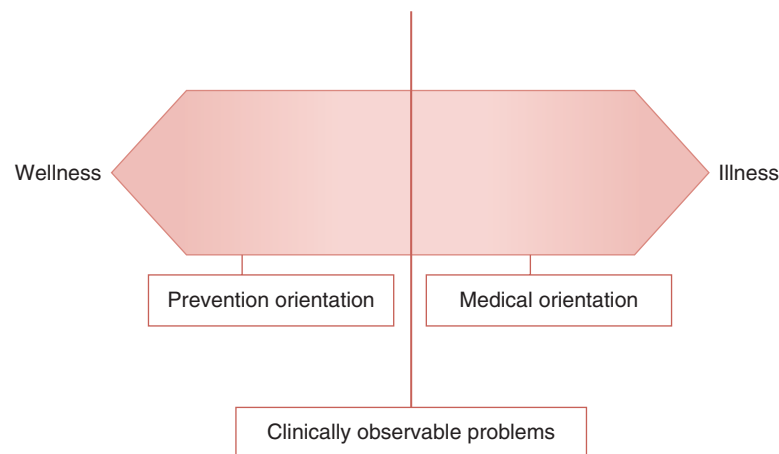 Wellness
Illness
Prevention orientation
Medical orientation
Clinically observable problems